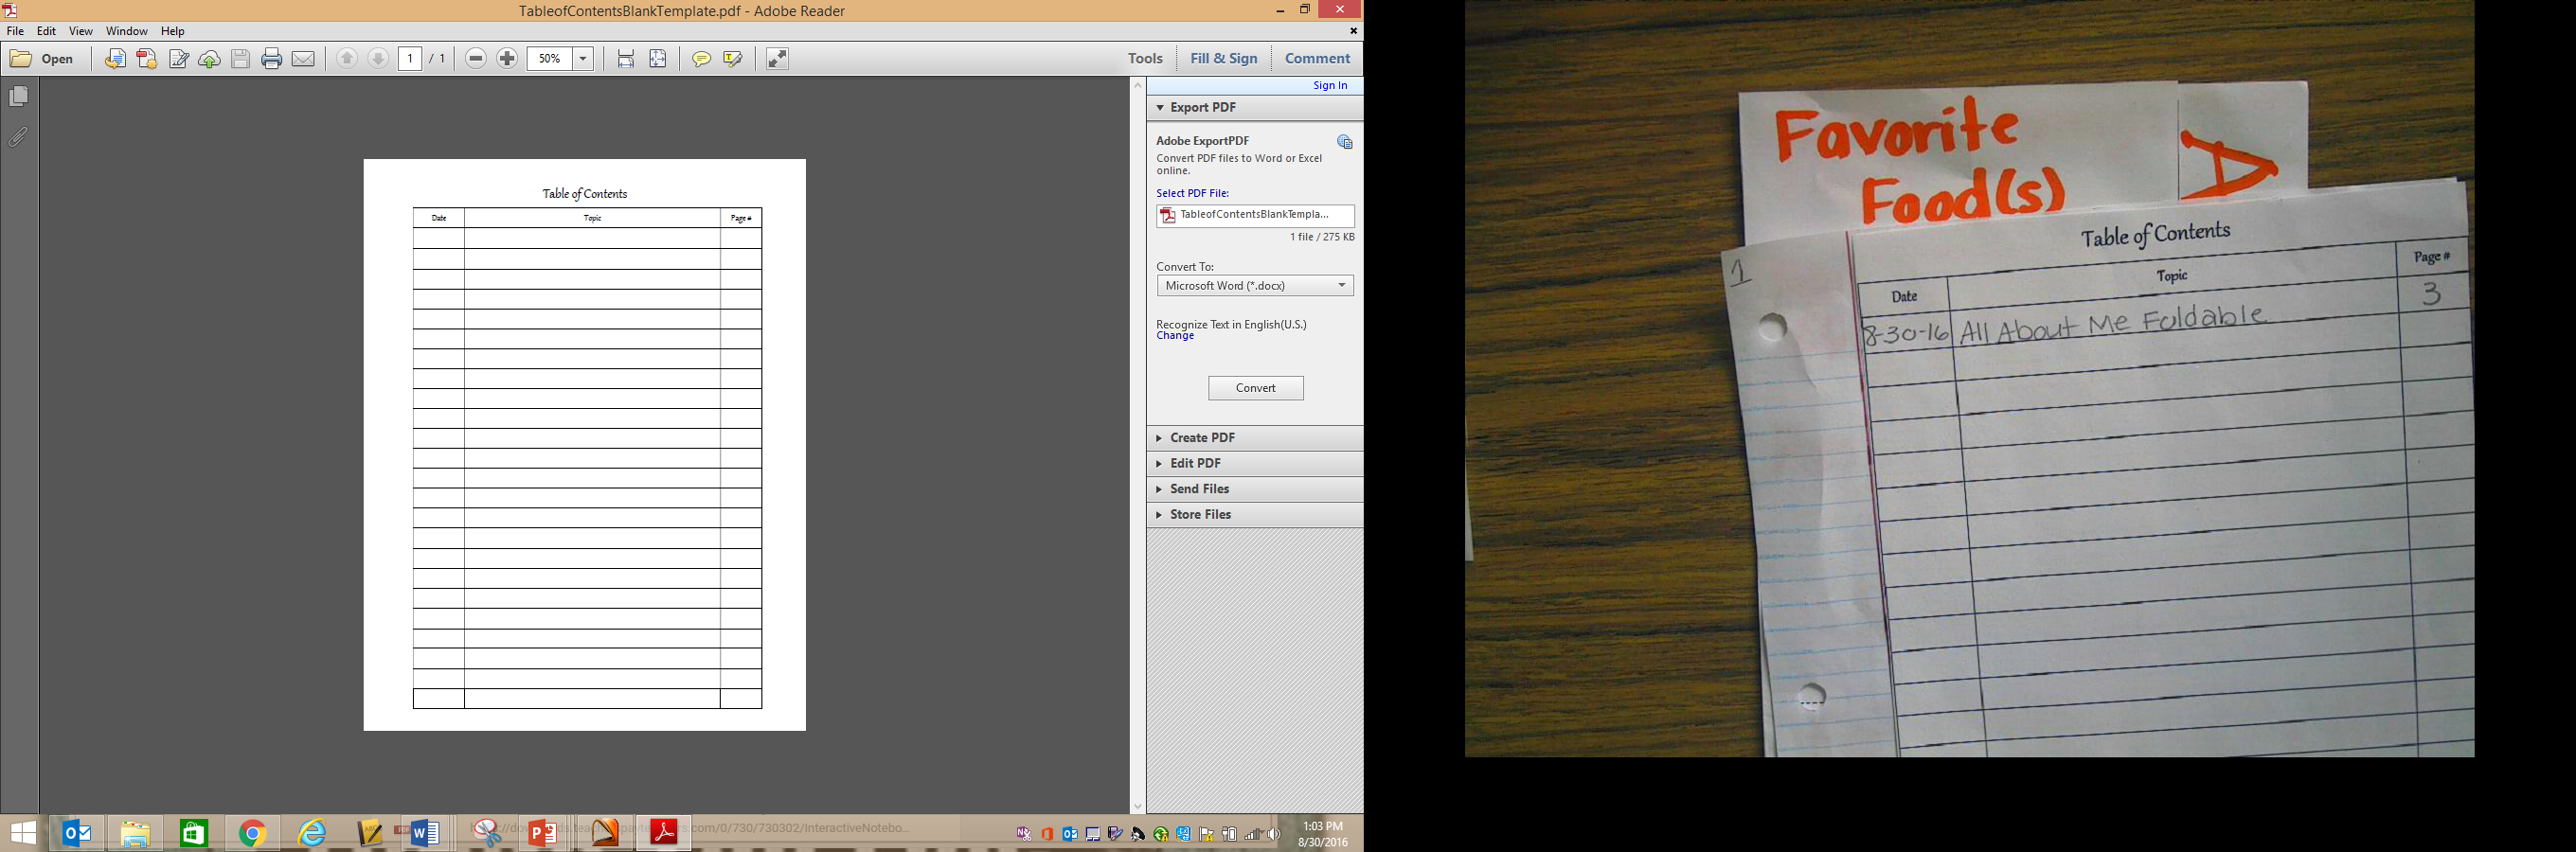 TableofContentsBlankTemplate.pdf - Adobe Reader
File Edit View Window Help
Open 1 / 1 50% Tools Fill & Sign Comment
Sign In
Export PDF
Adobe ExportPDF
Convert PDF files to Word or Excel
online.
Select PDF File:
TableofContentsBlankTempla...
1 file / 275 KB
Convert To:
Microsoft Word (*.docx)
Recognize Text in English(U.S.)
Change
Convert
Create PDF
Edit PDF
Send Files
Store Files
Table of Contents
Date Topic Page #
1:03 PM
8/30/2016
Favorite
Food(s)
A
1
Table of Contents
Date Topic Page #
8-30-16 All About Me Foldable 3